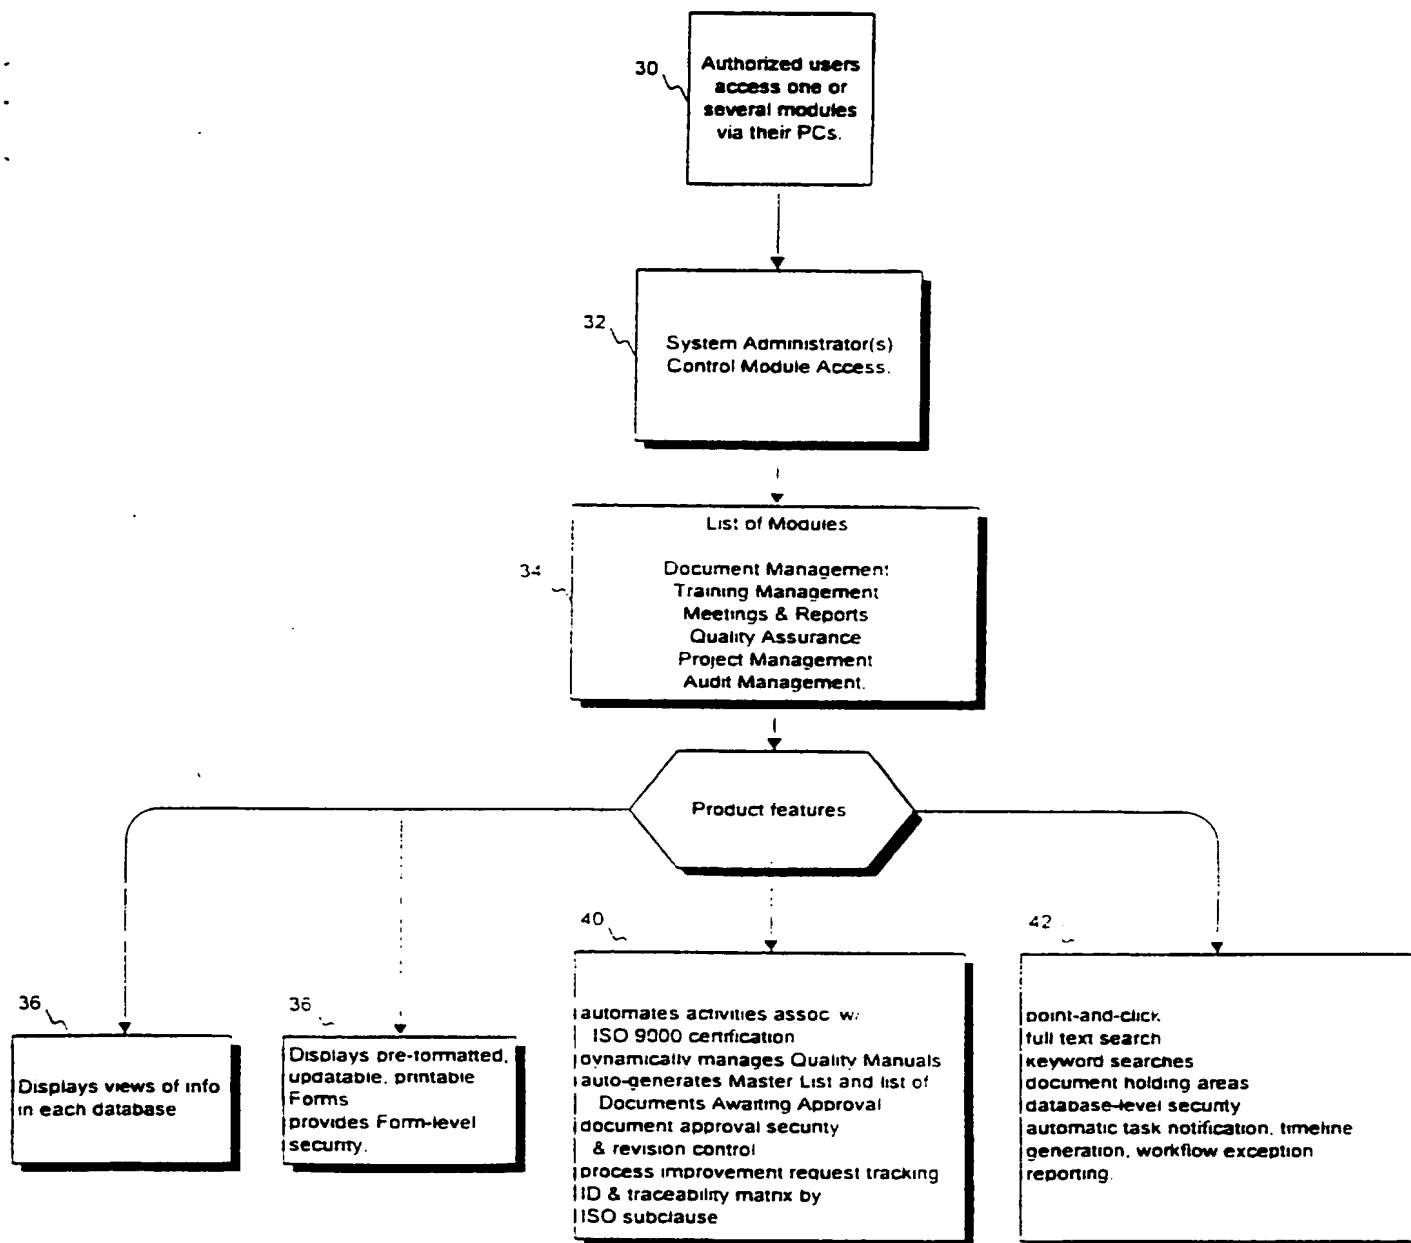 30
Authorized users
access one or
several modules
via their PCs.
32
System Administrator(s)
Control Module Access.
34
List of Modules
Document Management
Training Management
Meetings & Reports
Quality Assurance
Project Management
Audit Management.
Product features
36
Displays views of info
in each database
36
Displays pre-formatted,
updatable, printable
Forms
provides Form-level
security.
40
automates activities assoc w/
ISO 9000 certification
dynamically manages Quality Manuals
auto-generates Master List and list of
Documents Awaiting Approval
document approval security
& revision control
process improvement request tracking
ID & traceability matrix by
ISO subclause
42
point-and-click
full text search
keyword searches
document holding areas
database-level security
automatic task notification, timeline
generation, workflow exception
reporting.